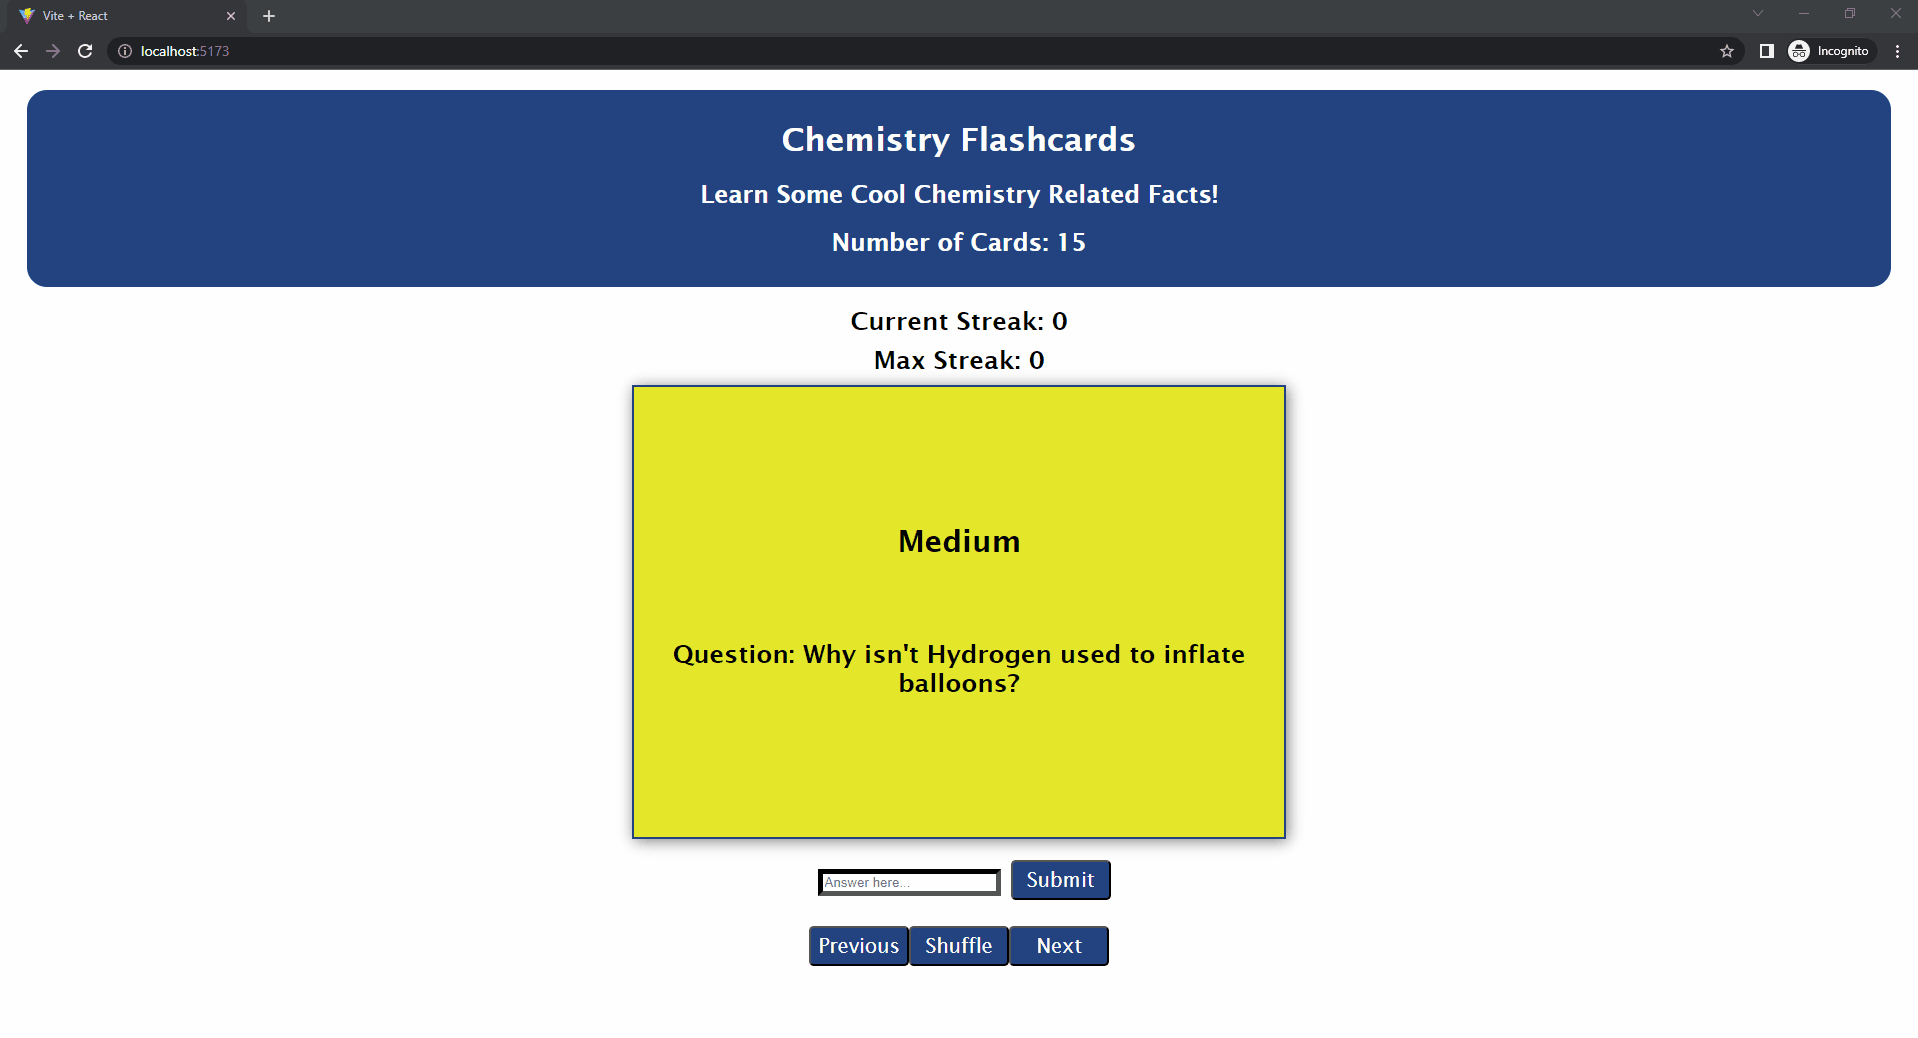 Vite + React
localhost:5173
Incognito
Chemistry Flashcards
Learn Some Cool Chemistry Related Facts!
Number of Cards: 15
Current Streak: 0
Max Streak: 0
Medium
Question: Why isn't Hydrogen used to inflate
balloons?
Answer here...
Submit
Previous
Shuffle
Next